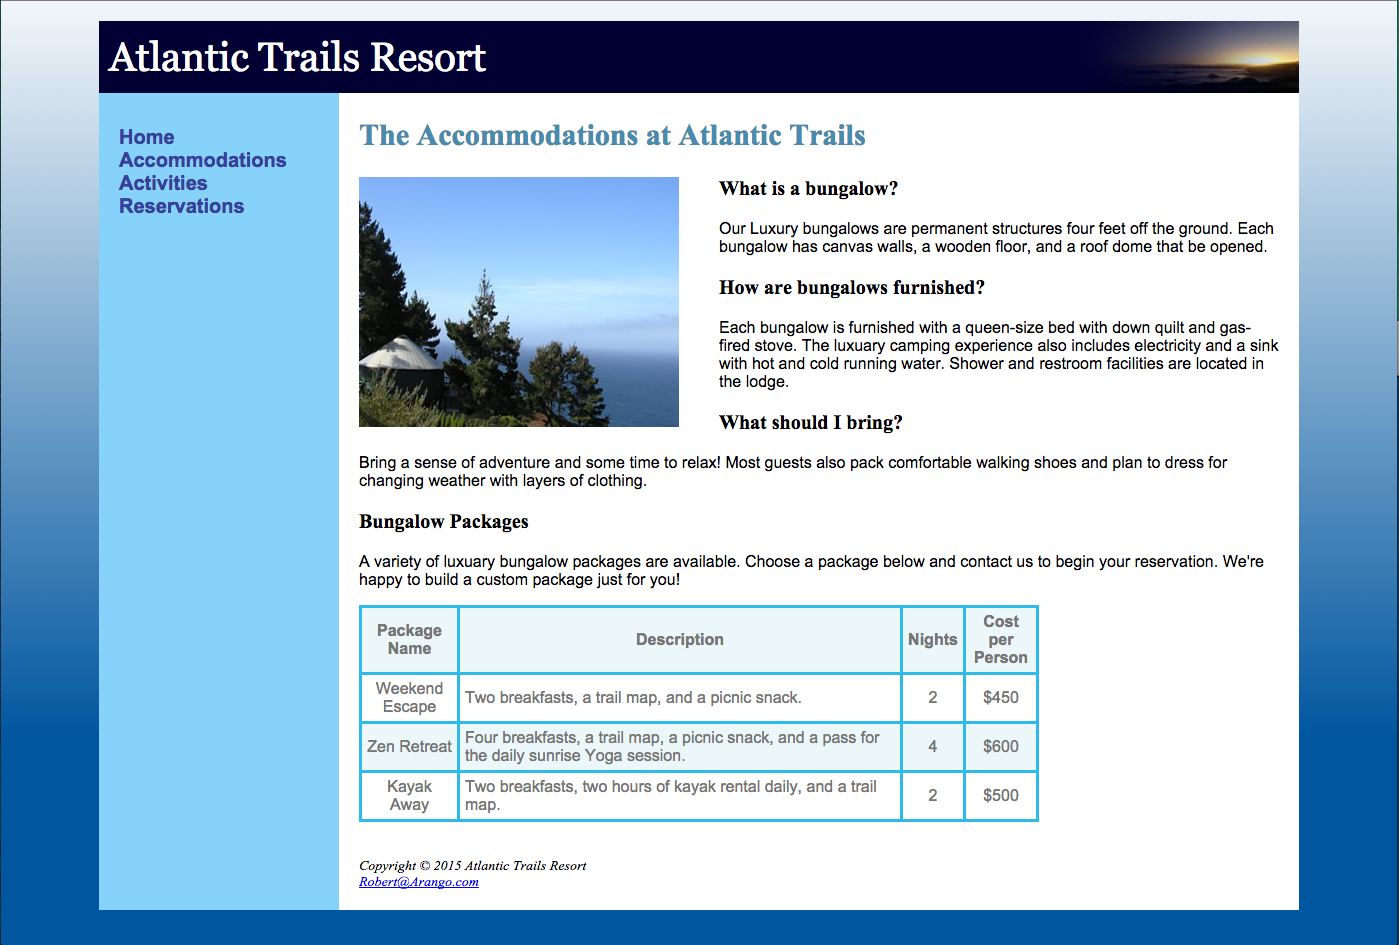 Atlantic Trails Resort
Home
Accommodations
Activities
Reservations
The Accommodations at Atlantic Trails
What is a bungalow?
Our Luxury bungalows are permanent structures four feet off the ground. Each
bungalow has canvas walls, a wooden floor, and a roof dome that be opened.
How are bungalows furnished?
Each bungalow is furnished with a queen-size bed with down quilt and gas-
fired stove. The luxuary camping experience also includes electricity and a sink
with hot and cold running water. Shower and restroom facilities are located in
the lodge.
What should I bring?
Bring a sense of adventure and some time to relax! Most guests also pack comfortable walking shoes and plan to dress for
changing weather with layers of clothing.
Bungalow Packages
A variety of luxuary bungalow packages are available. Choose a package below and contact us to begin your reservation. We're
happy to build a custom package just for you!
Package
Name
Description
Nights
Cost
per
Person
Weekend
Escape
Two breakfasts, a trail map, and a picnic snack.
2
$450
Zen Retreat
Four breakfasts, a trail map, a picnic snack, and a pass for
the daily sunrise Yoga session.
4
$600
Kayak
Away
Two breakfasts, two hours of kayak rental daily, and a trail
map.
2
$500
Copyright © 2015 Atlantic Trails Resort
Robert@Arango.com